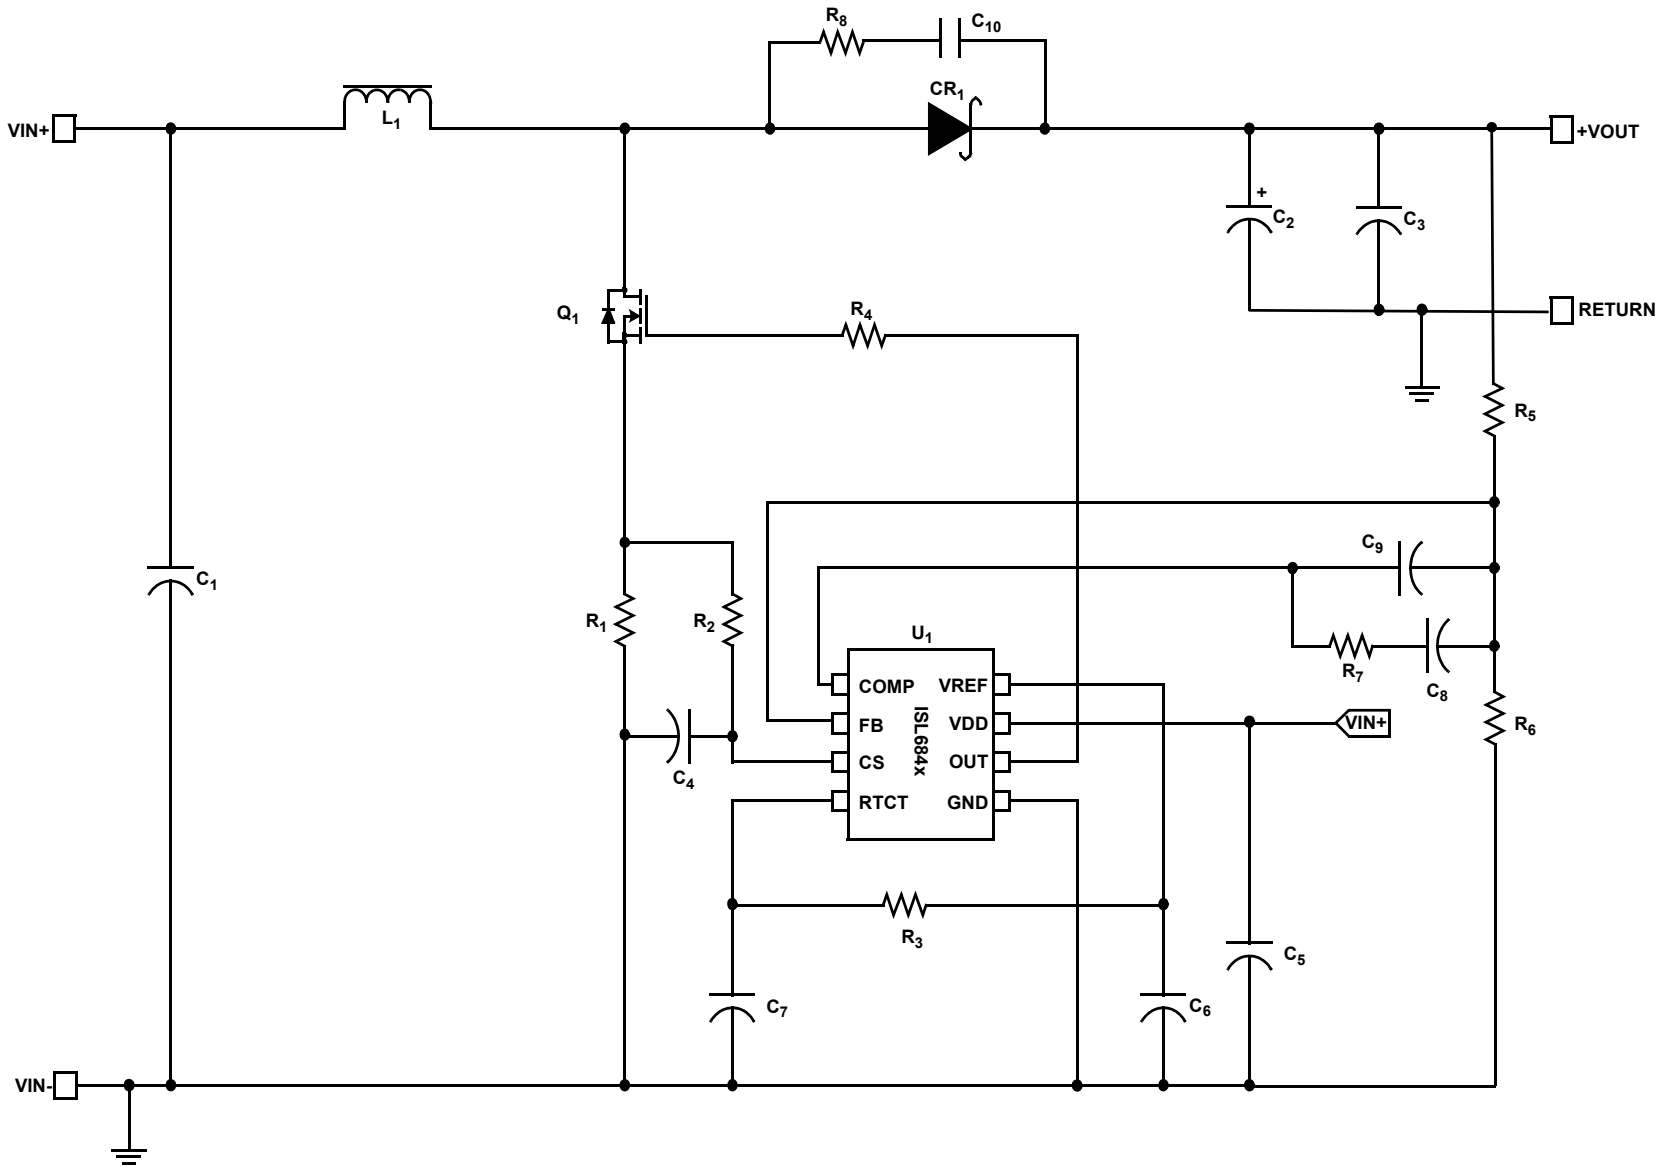 R8
C10
CR1
VIN+
L1
+VOUT
+
C2
C3
Q1
R4
RETURN
R5
C9
C1
R1
R2
U1
R7
C8
COMP
VREF
FB
VDD
VIN+
R6
CS
OUT
C4
RTCT
GND
ISL684x
R3
C5
C7
C6
VIN-